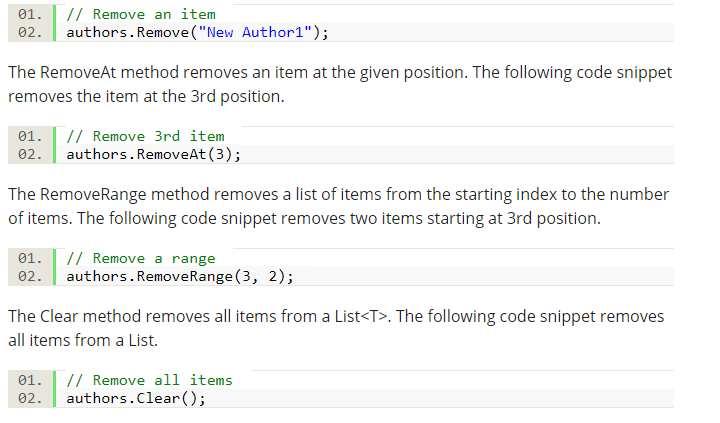 01. // Remove an item
02. authors.Remove("New Author1");
The RemoveAt method removes an item at the given position. The following code snippet
removes the item at the 3rd position.
01. // Remove 3rd item
02. authors.RemoveAt(3);
The RemoveRange method removes a list of items from the starting index to the number
of items. The following code snippet removes two items starting at 3rd position.
01. // Remove a range
02. authors.RemoveRange(3, 2);
The Clear method removes all items from a List<T>. The following code snippet removes
all items from a List.
01. // Remove all items
02. authors.Clear();